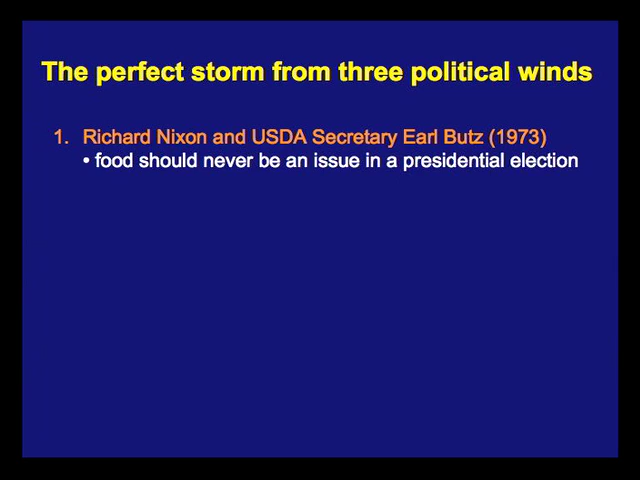 The perfect storm from three political winds
1. Richard Nixon and USDA Secretary Earl Butz (1973)
• food should never be an issue in a presidential election